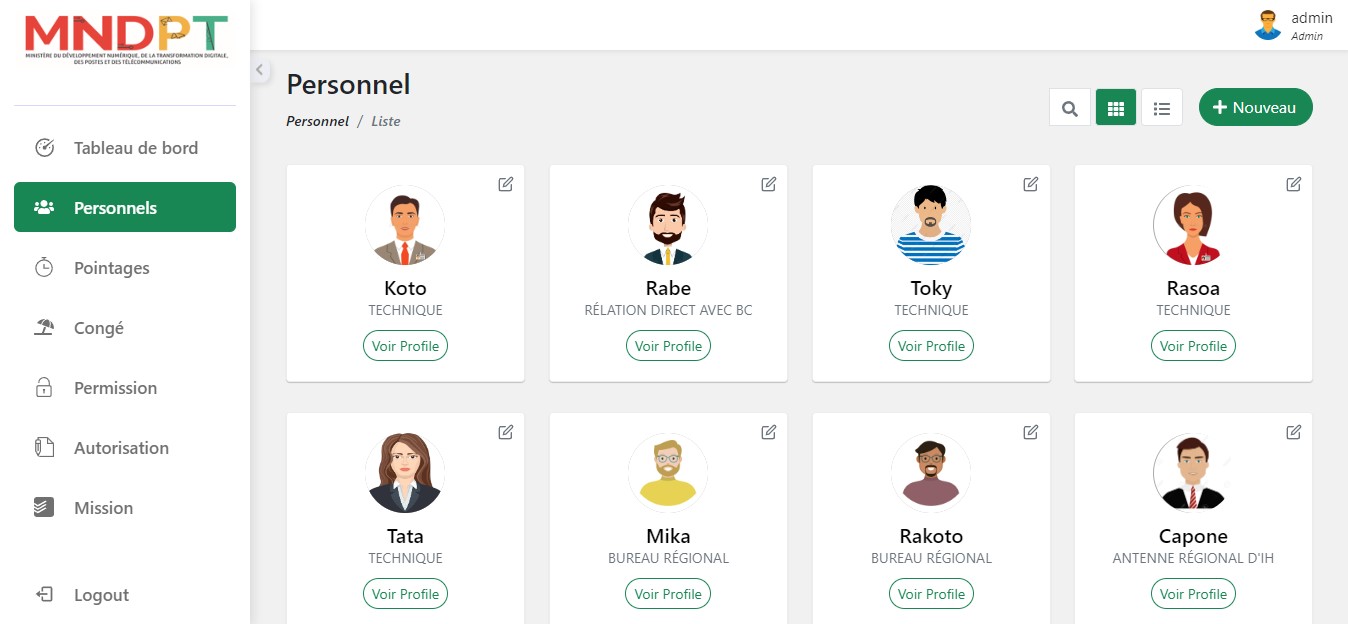 MNDPT
MINISTÈRE DU DÉVELOPPEMENT NUMÉRIQUE, DE LA TRANSFORMATION DIGITALE,
DES POSTES ET DES TÉLÉCOMMUNICATIONS
admin
Admin
Personnel
Personnel / Liste
Nouveau
Tableau de bord
Personnels
Pointages
Congé
Permission
Autorisation
Mission
Logout
Koto
TECHNIQUE
Voir Profile
Rabe
RÉLATION DIRECT AVEC BC
Voir Profile
Toky
TECHNIQUE
Voir Profile
Rasoa
TECHNIQUE
Voir Profile
Tata
TECHNIQUE
Voir Profile
Mika
BUREAU RÉGIONAL
Voir Profile
Rakoto
BUREAU RÉGIONAL
Voir Profile
Capone
ANTENNE RÉGIONAL D'IH
Voir Profile